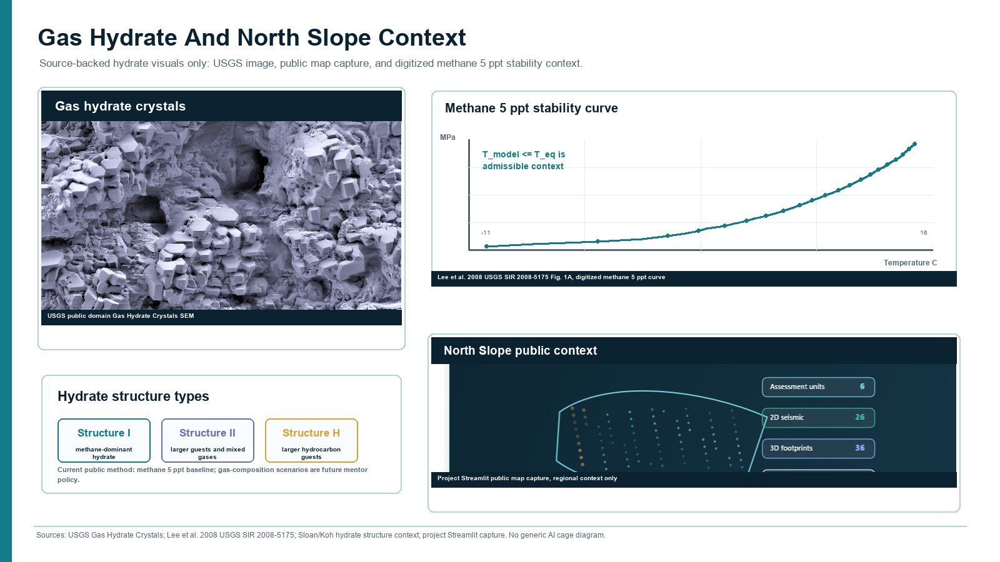 Gas Hydrate And North Slope Context
Source-backed hydrate visuals only: USGS image, public map capture, and digitized methane 5 ppt stability context.
Gas hydrate crystals
USGS public domain Gas Hydrate Crystals SEM
Methane 5 ppt stability curve
MPa
T_model <= T_eq is
admissible context
-11
16
Temperature C
Lee et al. 2008 USGS SIR 2008-5175 Fig. 1A, digitized methane 5 ppt curve
Hydrate structure types
Structure I
methane-dominant
hydrate
Structure II
larger guests and mixed
gases
Structure H
larger hydrocarbon
guests
Current public method: methane 5 ppt baseline; gas-composition scenarios are future mentor
policy.
North Slope public context
Assessment units 6
2D seismic 26
3D footprints 36
Project Streamlit public map capture, regional context only
Sources: USGS Gas Hydrate Crystals; Lee et al. 2008 USGS SIR 2008-5175; Sloan/Koh hydrate structure context; project Streamlit capture. No generic AI cage diagram.